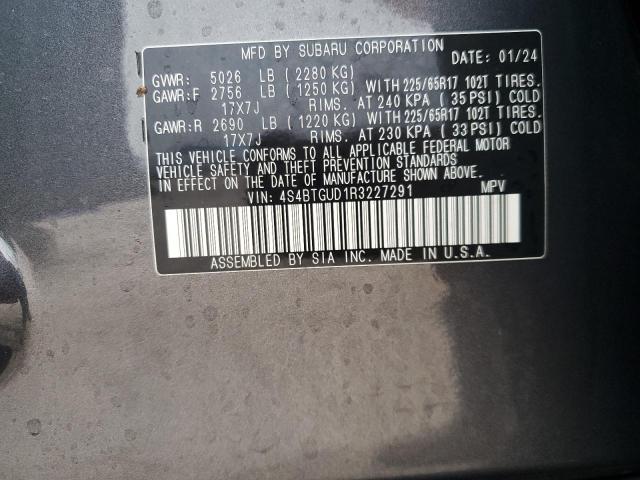 MFD BY SUBARU CORPORATION DATE: 01/24
GVWR: 5026 LB ( 2280 KG)
GAWR:F 2756 LB ( 1250 KG) WITH 225/65R17 102T TIRES.
17X7J RIMS. AT 240 KPA ( 35 PSI) COLD
GAWR:R 2690 LB ( 1220 KG) WITH 225/65R17 102T TIRES.
17X7J RIMS. AT 230 KPA ( 33 PSI) COLD
THIS VEHICLE CONFORMS TO ALL APPLICABLE FEDERAL MOTOR
VEHICLE SAFETY AND THEFT PREVENTION STANDARDS
IN EFFECT ON THE DATE OF MANUFACTURE SHOWN ABOVE.
VIN: 4S4BTGUD1R3227291 MPV
ASSEMBLED BY SIA INC. MADE IN U.S.A.